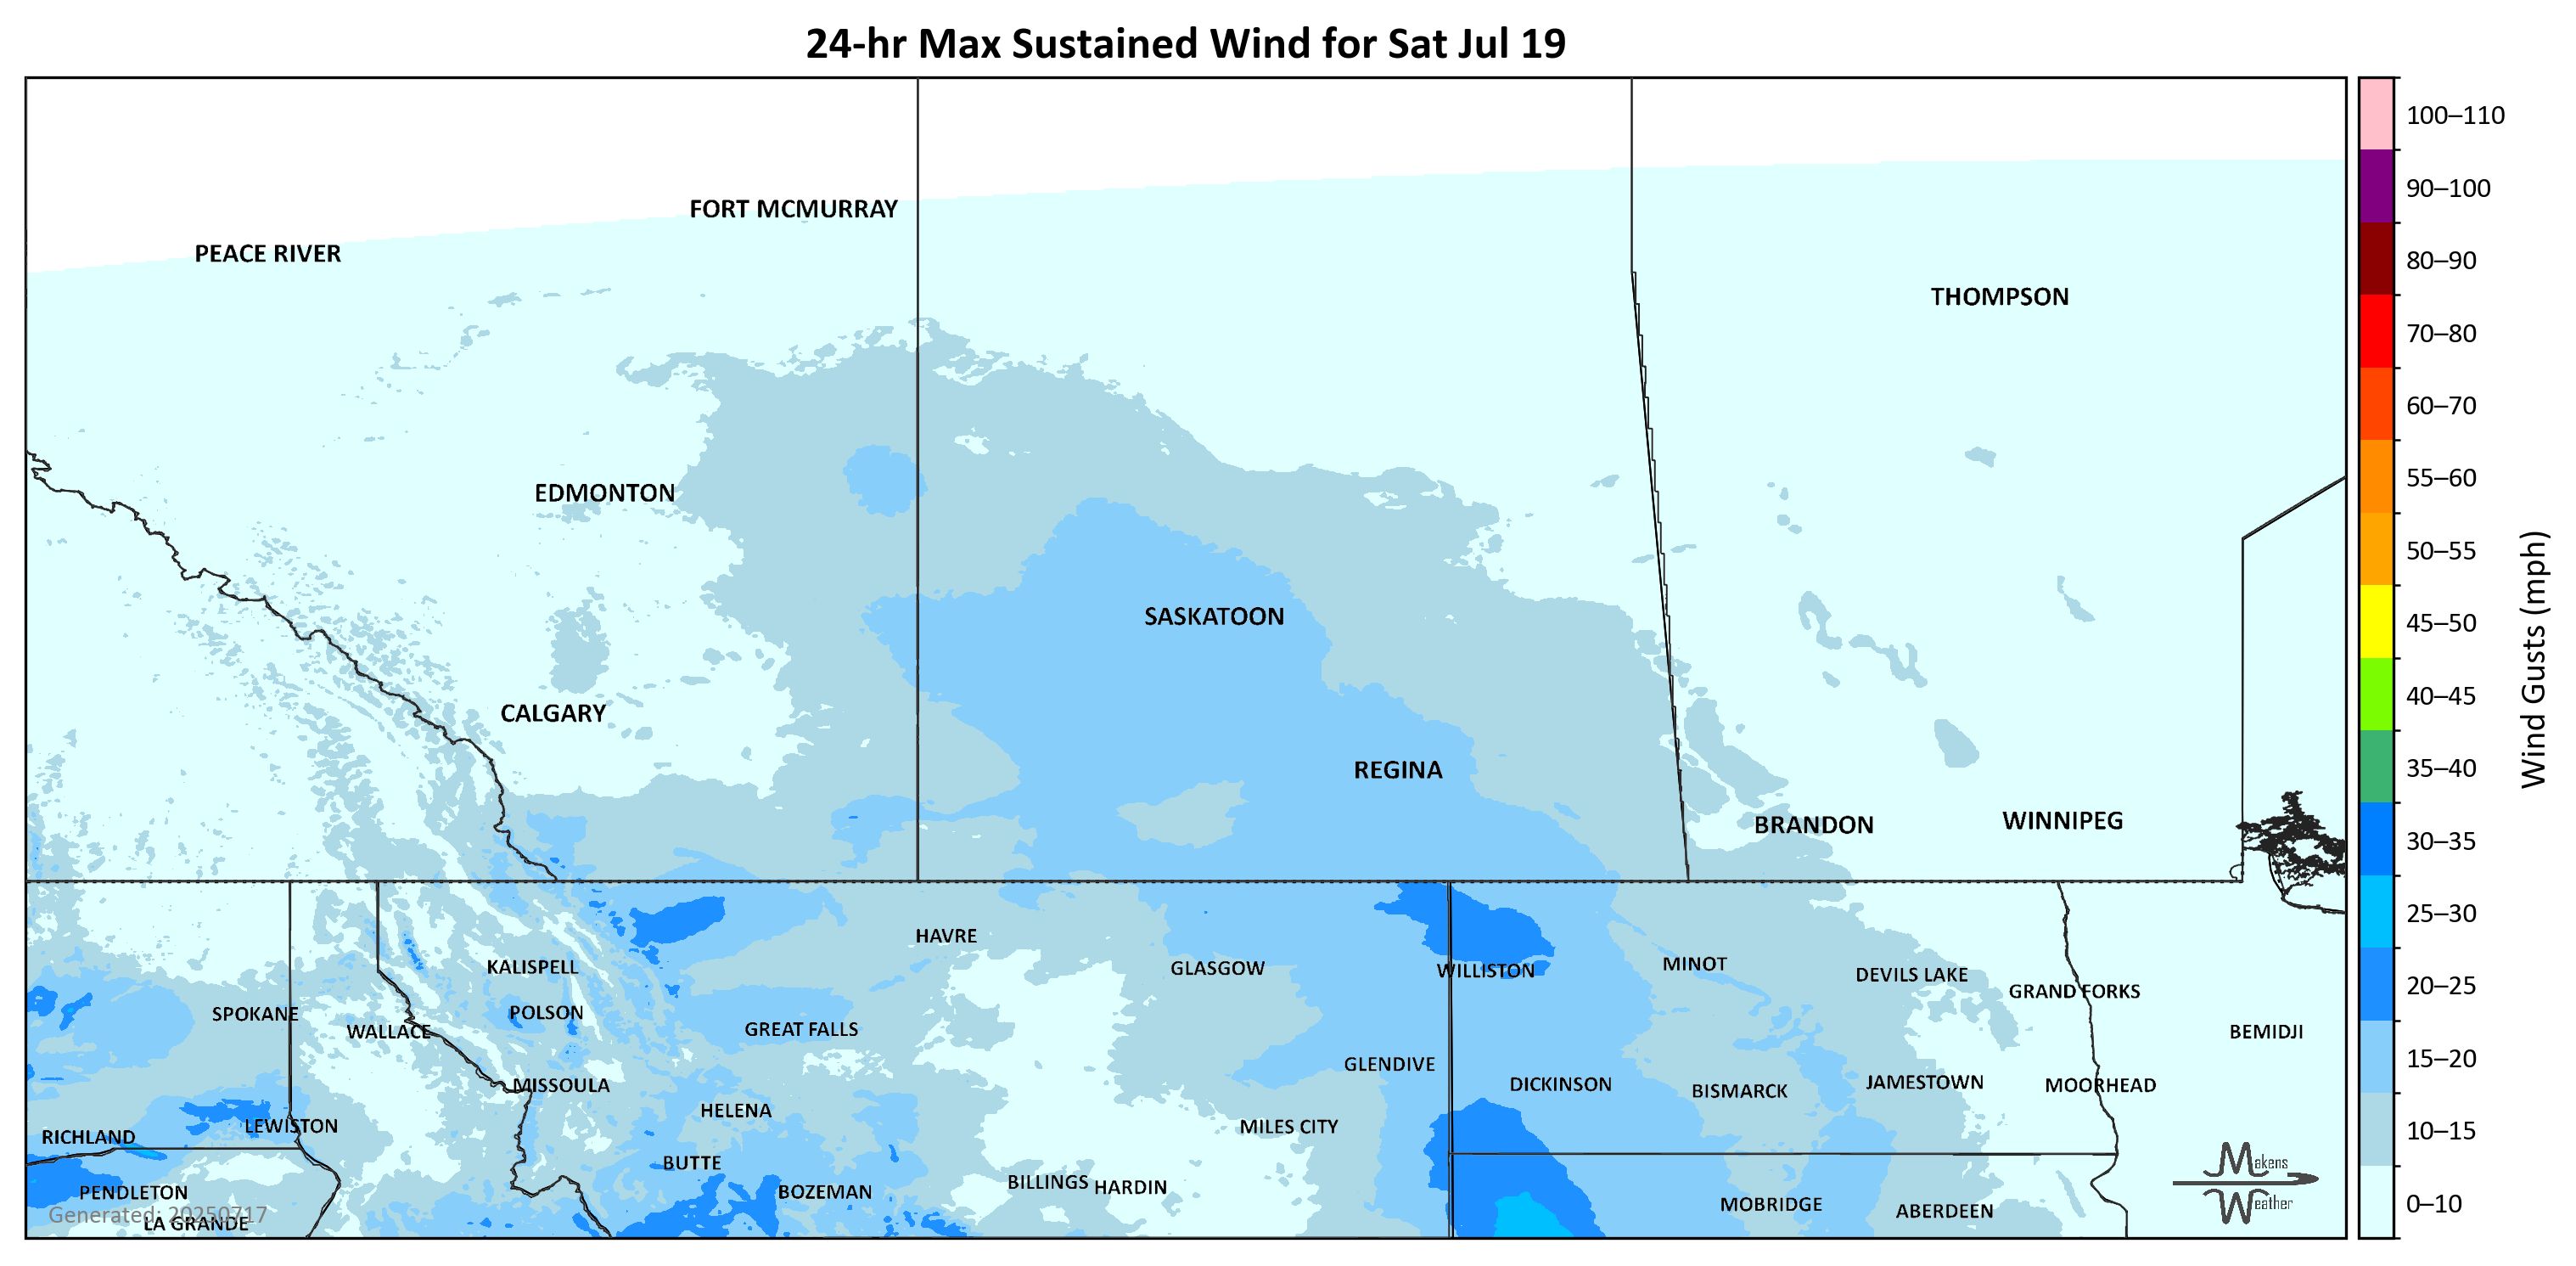 24-hr Max Sustained Wind for Sat Jul 19
FORT MCMURRAY
PEACE RIVER
THOMPSON
EDMONTON
SASKATOON
CALGARY
REGINA
BRANDON
WINNIPEG
HAVRE
KALISPELL
GLASGOW
WILLISTON
MINOT
DEVILS LAKE
GRAND FORKS
SPOKANE
POLSON
WALLACE
GREAT FALLS
BEMIDJI
GLENDIVE
MISSOULA
DICKINSON
BISMARCK
JAMESTOWN
MOORHEAD
HELENA
LEWISTON
MILES CITY
RICHLAND
BUTTE
PENDLETON
BOZEMAN
BILLINGS
HARDIN
MOBRIDGE
ABERDEEN
Generated: 20250717
LA GRANDE
Makens
Weather
100–110
90–100
80–90
70–80
60–70
55–60
50–55
45–50
40–45
35–40
30–35
25–30
20–25
15–20
10–15
0–10
Wind Gusts (mph)